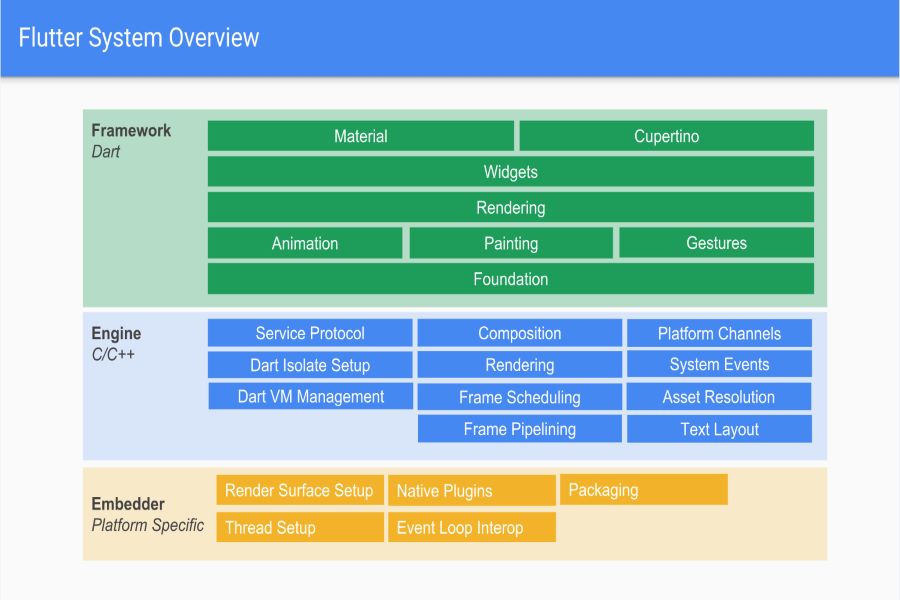 Flutter System Overview
Framework
Dart
Material
Cupertino
Widgets
Rendering
Animation
Painting
Gestures
Foundation
Engine
C/C++
Service Protocol
Composition
Platform Channels
Dart Isolate Setup
Rendering
System Events
Dart VM Management
Frame Scheduling
Asset Resolution
Frame Pipelining
Text Layout
Embedder
Platform Specific
Render Surface Setup
Native Plugins
Packaging
Thread Setup
Event Loop Interop